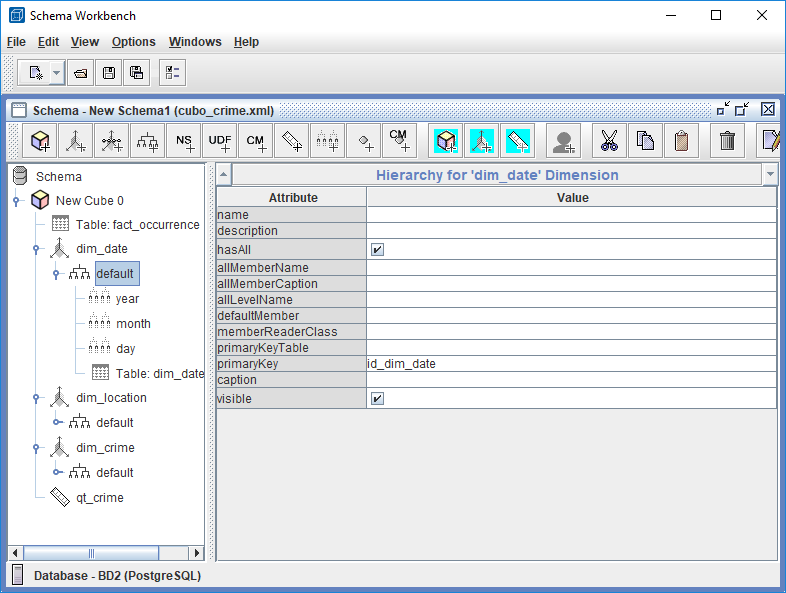 Schema Workbench
File Edit View Options Windows Help
Schema - New Schema1 (cubo_crime.xml)
NS UDF CM CM
Schema
New Cube 0
Table: fact_occurrence
dim_date
default
year
month
day
Table: dim_date
dim_location
default
dim_crime
default
qt_crime
Hierarchy for 'dim_date' Dimension
Attribute Value
name
description
hasAll
allMemberName
allMemberCaption
allLevelName
defaultMember
memberReaderClass
primaryKeyTable
primaryKey id_dim_date
caption
visible
Database - BD2 (PostgreSQL)